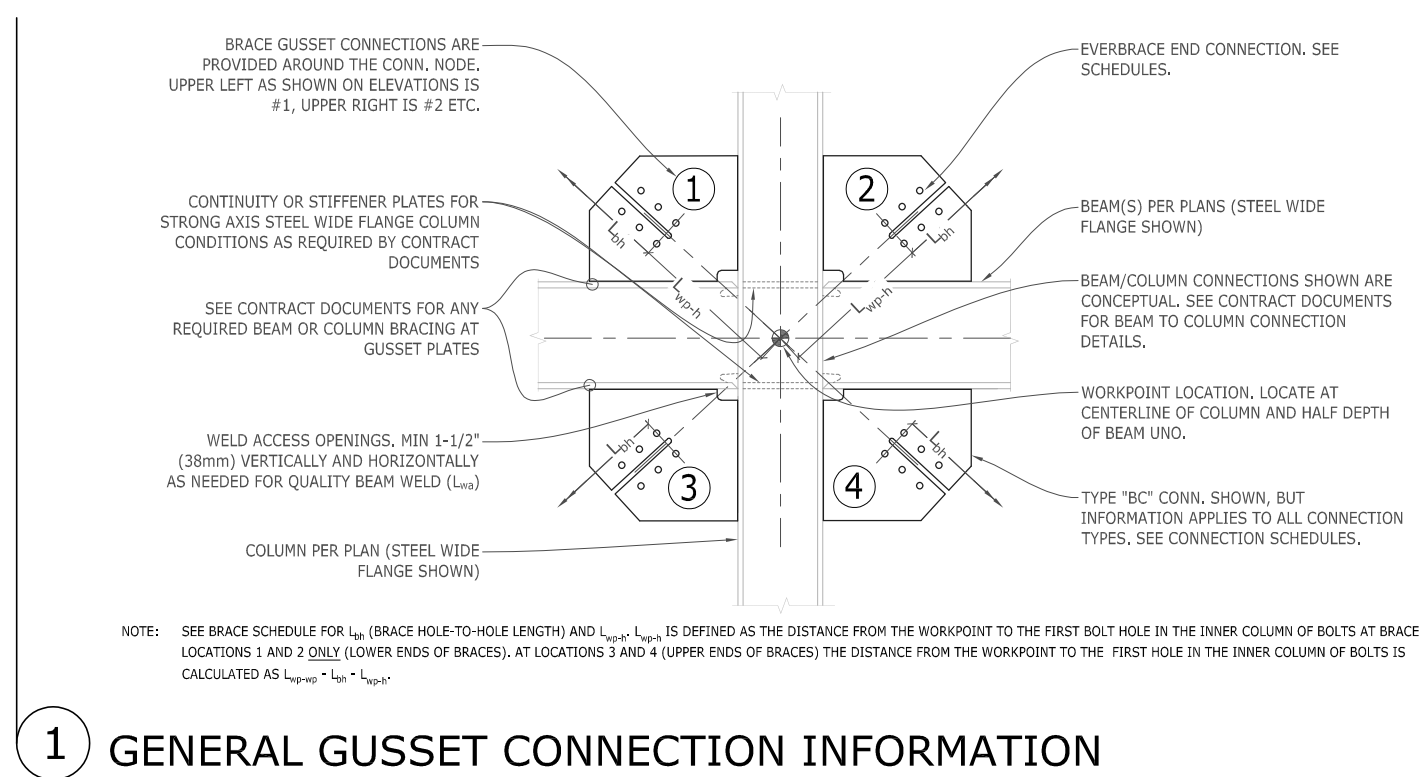 BRACE GUSSET CONNECTIONS ARE
PROVIDED AROUND THE CONN. NODE.
UPPER LEFT AS SHOWN ON ELEVATIONS IS
#1, UPPER RIGHT IS #2 ETC.
EVERBRACE END CONNECTION. SEE
SCHEDULES.
1
2
CONTINUITY OR STIFFENER PLATES FOR
STRONG AXIS STEEL WIDE FLANGE COLUMN
CONDITIONS AS REQUIRED BY CONTRACT
DOCUMENTS
BEAM(S) PER PLANS (STEEL WIDE
FLANGE SHOWN)
Lbh
Lbh
Lwp-h
Lwp-h
SEE CONTRACT DOCUMENTS FOR ANY
REQUIRED BEAM OR COLUMN BRACING AT
GUSSET PLATES
BEAM/COLUMN CONNECTIONS SHOWN ARE
CONCEPTUAL. SEE CONTRACT DOCUMENTS
FOR BEAM TO COLUMN CONNECTION
DETAILS.
WORKPOINT LOCATION. LOCATE AT
CENTERLINE OF COLUMN AND HALF DEPTH
OF BEAM UNO.
WELD ACCESS OPENINGS. MIN 1-1/2"
(38mm) VERTICALLY AND HORIZONTALLY
AS NEEDED FOR QUALITY BEAM WELD (Lwa)
Lbh
Lbh
3
4
TYPE "BC" CONN. SHOWN, BUT
INFORMATION APPLIES TO ALL CONNECTION
TYPES. SEE CONNECTION SCHEDULES.
COLUMN PER PLAN (STEEL WIDE
FLANGE SHOWN)
NOTE: SEE BRACE SCHEDULE FOR Lbh (BRACE HOLE-TO-HOLE LENGTH) AND Lwp-h. Lwp-h IS DEFINED AS THE DISTANCE FROM THE WORKPOINT TO THE FIRST BOLT HOLE IN THE INNER COLUMN OF BOLTS AT BRACE
LOCATIONS 1 AND 2 ONLY (LOWER ENDS OF BRACES). AT LOCATIONS 3 AND 4 (UPPER ENDS OF BRACES) THE DISTANCE FROM THE WORKPOINT TO THE FIRST HOLE IN THE INNER COLUMN OF BOLTS IS
CALCULATED AS Lwp-wp - Lbh - Lwp-h.
1 GENERAL GUSSET CONNECTION INFORMATION